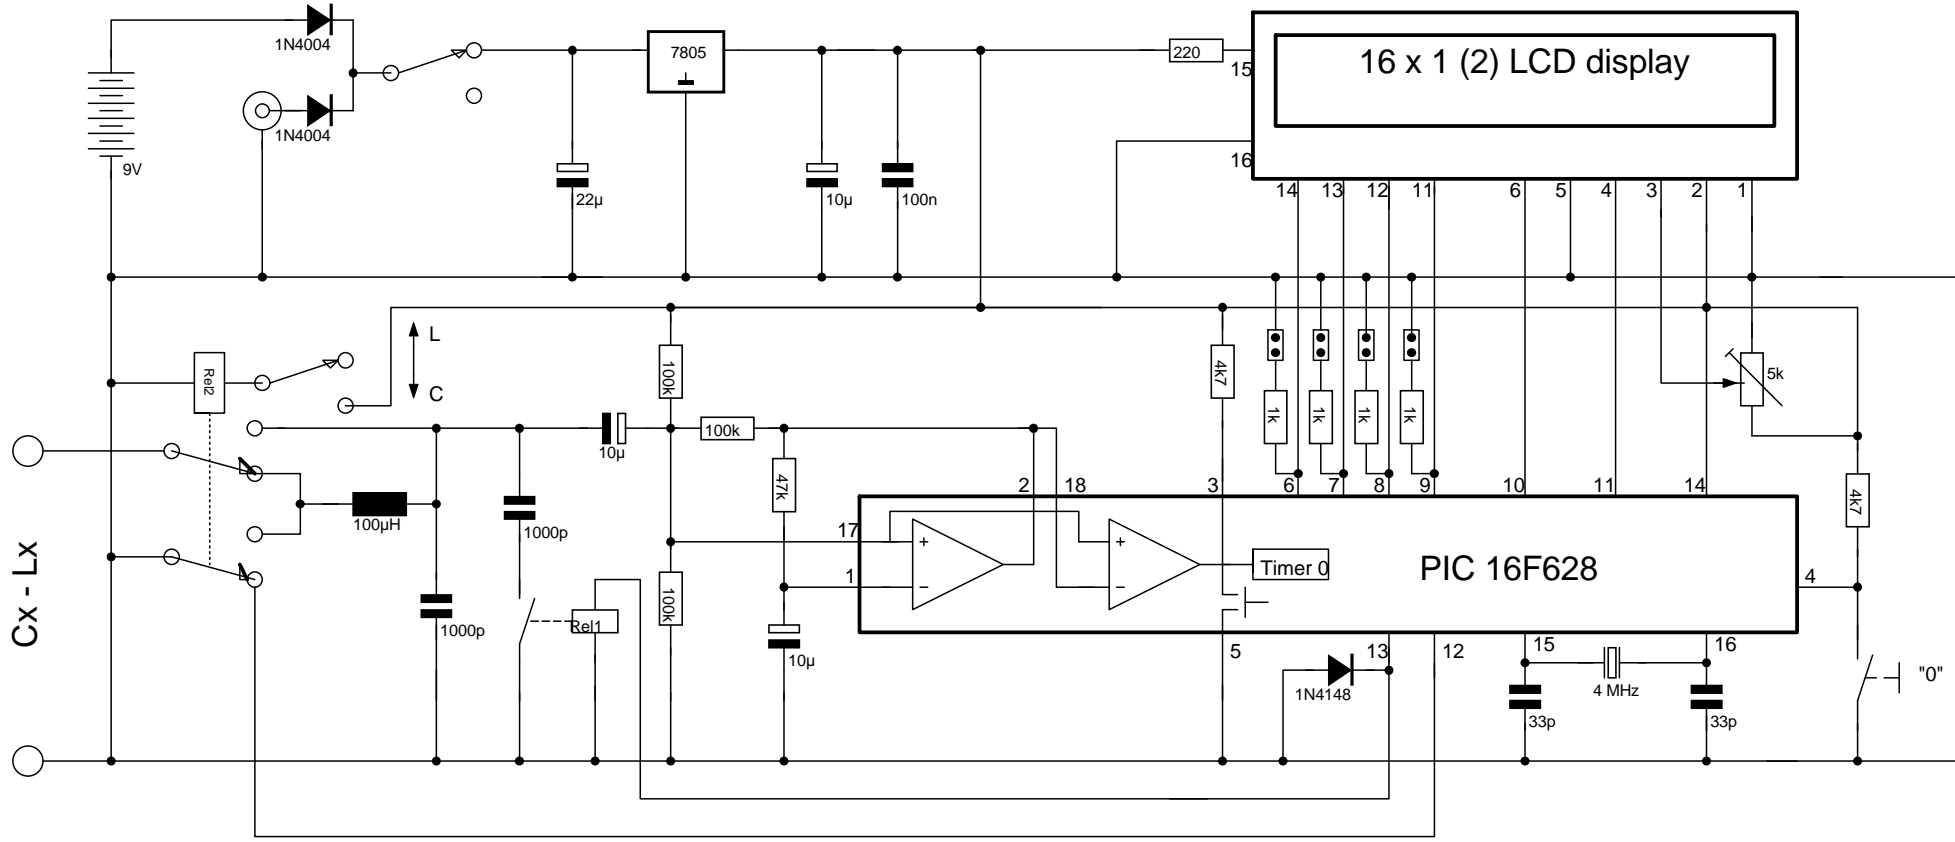 1N4004
7805
220
15
16 x 1 (2) LCD display
1N4004
9V
22µ
10µ
100n
16
14 13 12 11 6 5 4 3 2 1
L
C
Rel2
100k
4k7
1k
1k
1k
1k
5k
100k
10µ
47k
4k7
2 18 3 6 7 8 9 10 11 14
100µH
1000p
17
+
−
+
−
Timer 0
PIC 16F628
4
1
Cx - Lx
1000p
Rel1
100k
10µ
5
13
12
15
16
1N4148
4 MHz
33p
33p
"0"